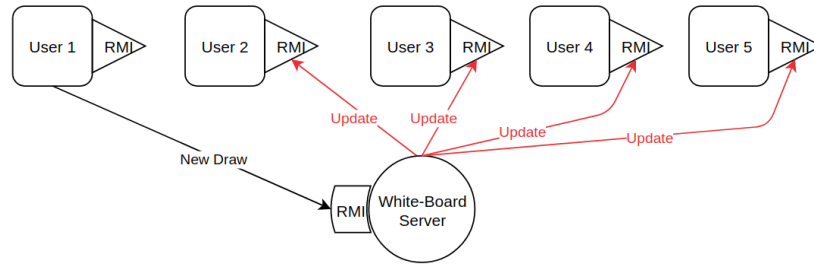 User 1
RMI
User 2
RMI
User 3
RMI
User 4
RMI
User 5
RMI
Update
Update
Update
Update
New Draw
RMI
White-Board
Server